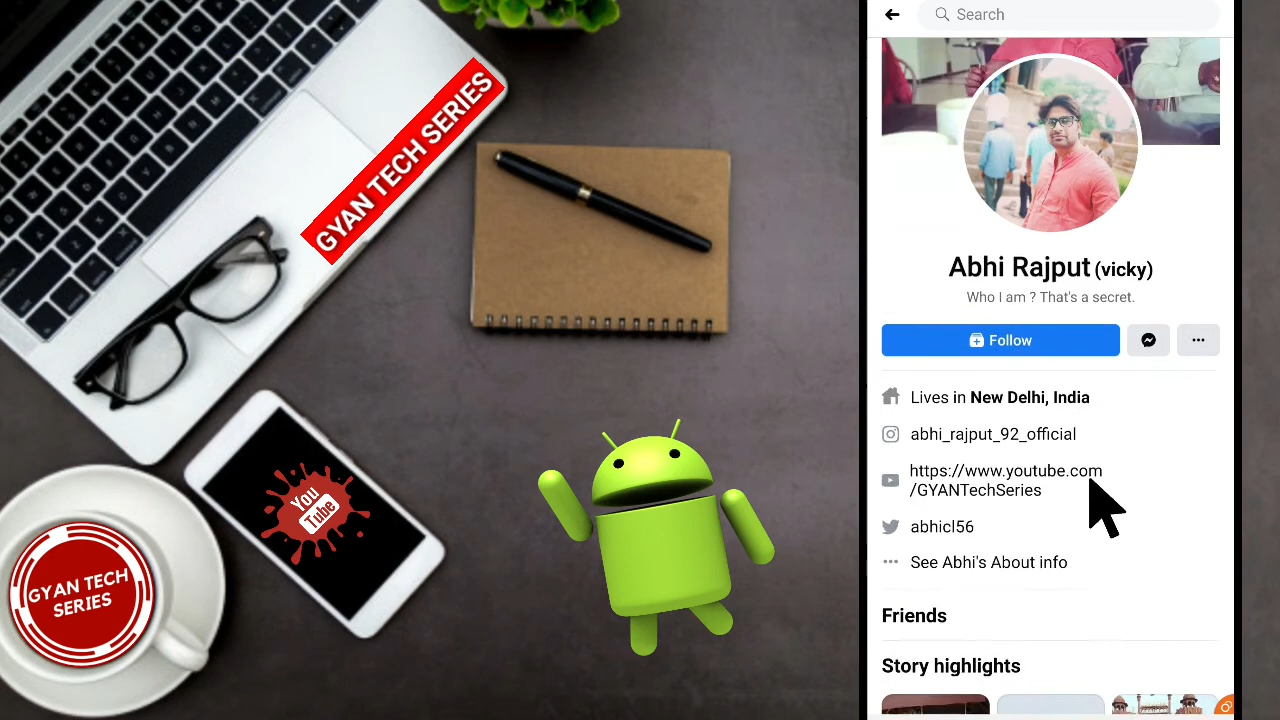 GYAN TECH SERIES
You
Tube
GYAN TECH
SERIES
Search
Abhi Rajput (vicky)
Who I am ? That's a secret.
Follow
Lives in New Delhi, India
abhi_rajput_92_official
https://www.youtube.com
/GYANTechSeries
abhicl56
See Abhi's About info
Friends
Story highlights